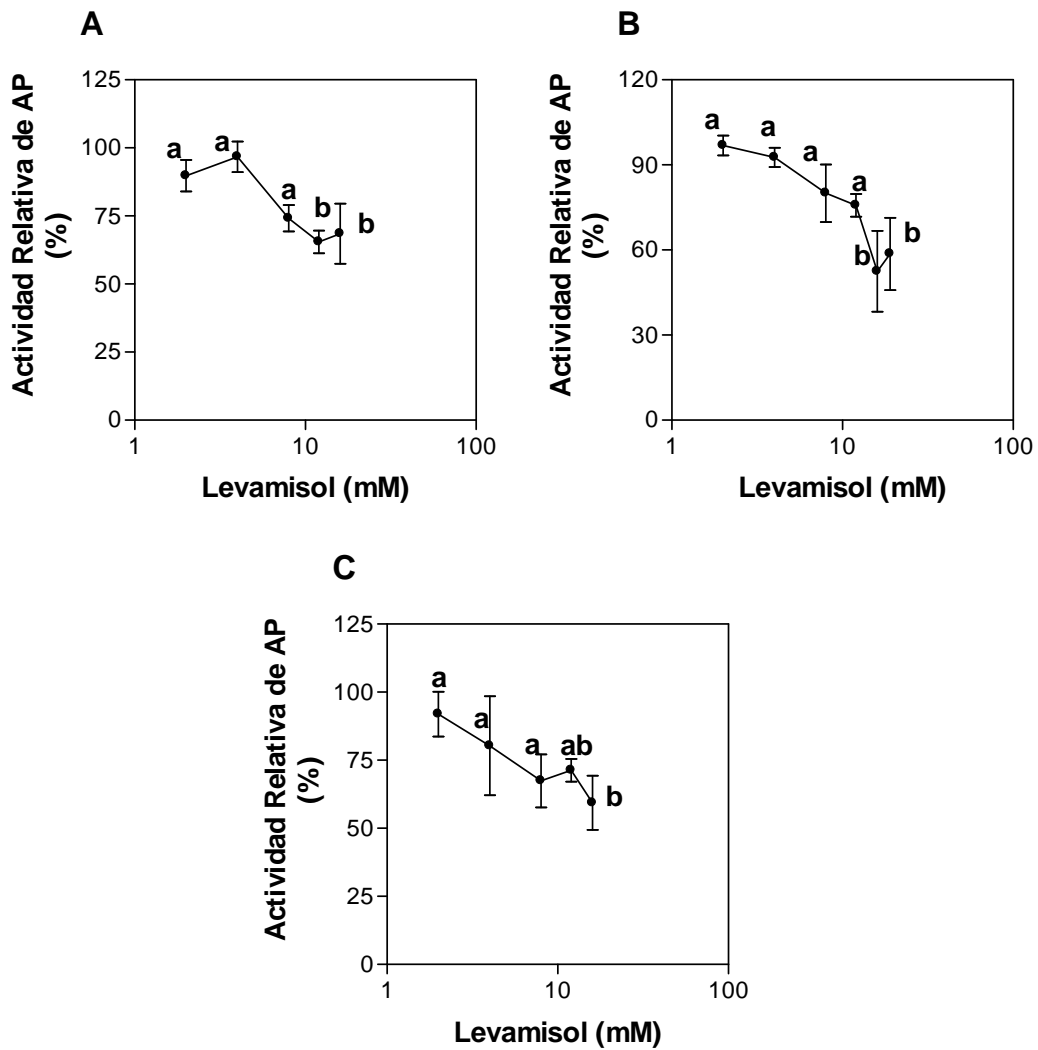 A
Actividad Relativa de AP
(%)
125
100
75
50
25
0
a
a
a
b
b
1
10
100
Levamisol (mM)
B
Actividad Relativa de AP
(%)
120
90
60
30
0
a
a
a
a
b
b
1
10
100
Levamisol (mM)
C
Actividad Relativa de AP
(%)
125
100
75
50
25
0
a
a
a
ab
b
1
10
100
Levamisol (mM)